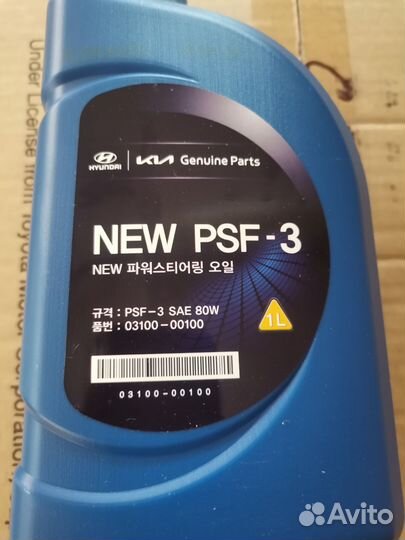 Under License from Toyota Motor Corporation
HYUNDAI
KIA Genuine Parts
NEW PSF-3
NEW 파워스티어링 오일
규격 : PSF-3 SAE 80W
품번 : 03100-00100
1L
03100-00100
Avito